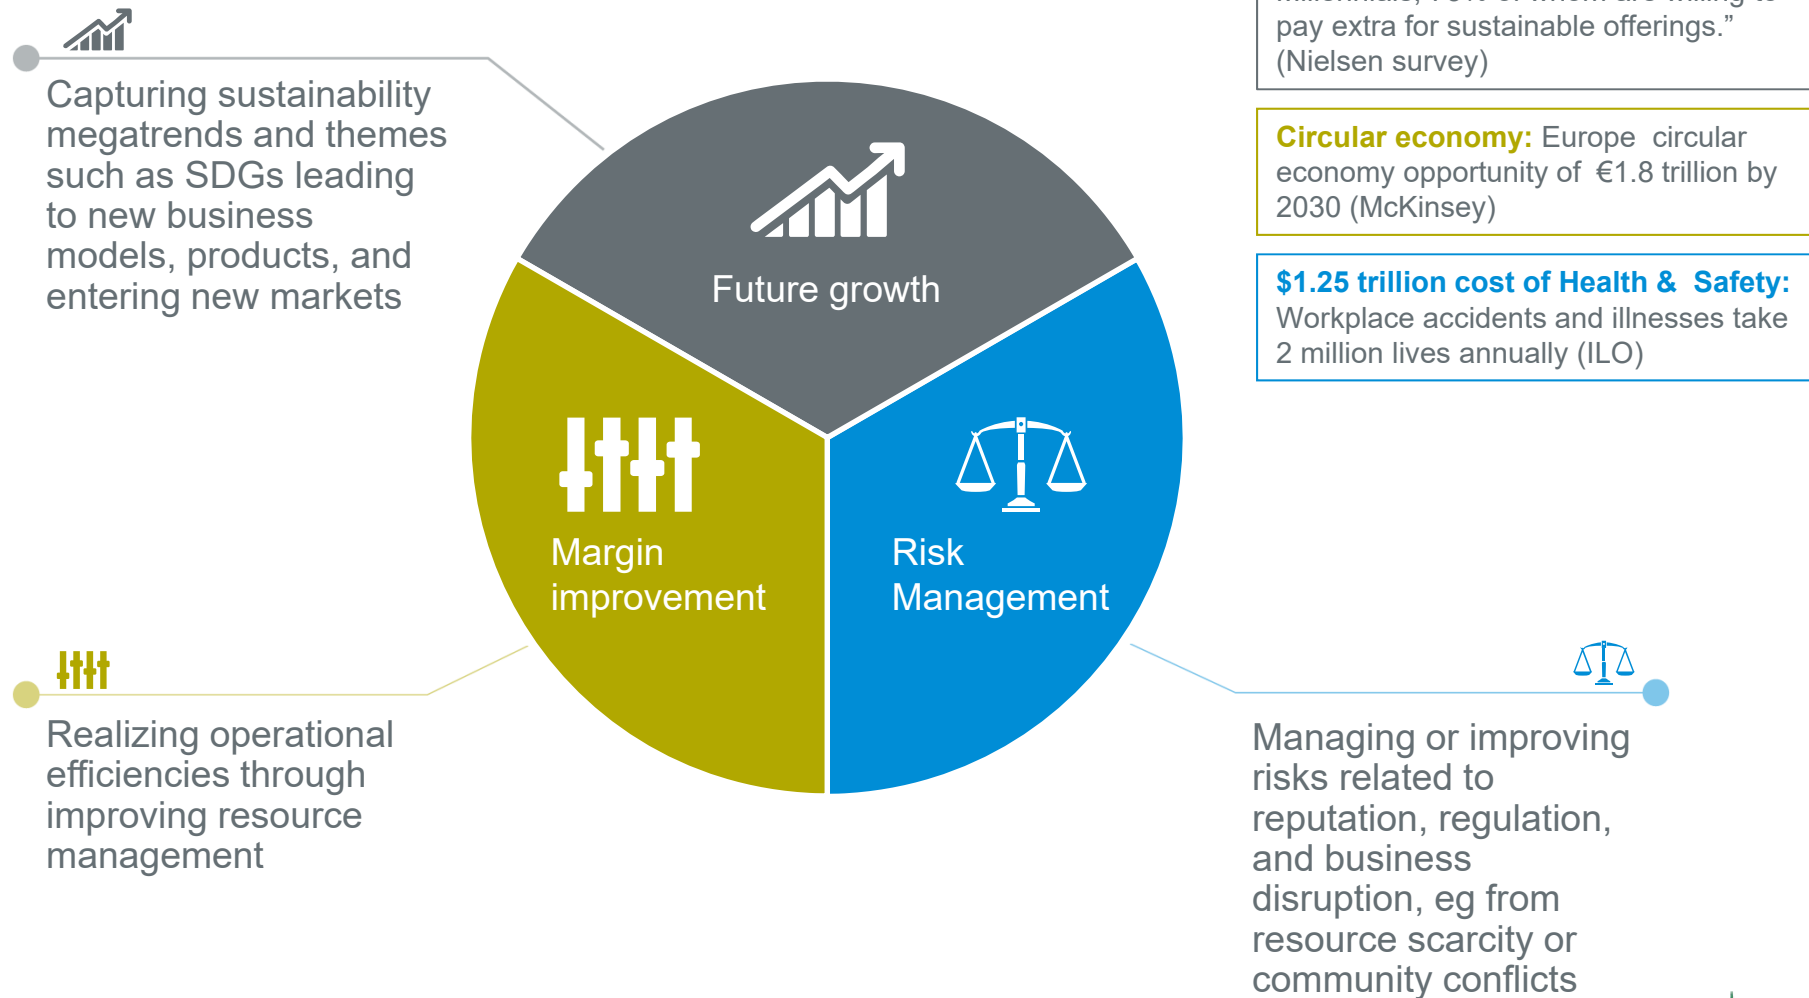 Capturing sustainability
megatrends and themes
such as SDGs leading
to new business
models, products, and
entering new markets
Future growth
Margin
improvement
Risk
Management
Realizing operational
efficiencies through
improving resource
management
pay extra for sustainable offerings.”
(Nielsen survey)
Circular economy: Europe circular
economy opportunity of €1.8 trillion by
2030 (McKinsey)
$1.25 trillion cost of Health & Safety:
Workplace accidents and illnesses take
2 million lives annually (ILO)
Managing or improving
risks related to
reputation, regulation,
and business
disruption, eg from
resource scarcity or
community conflicts